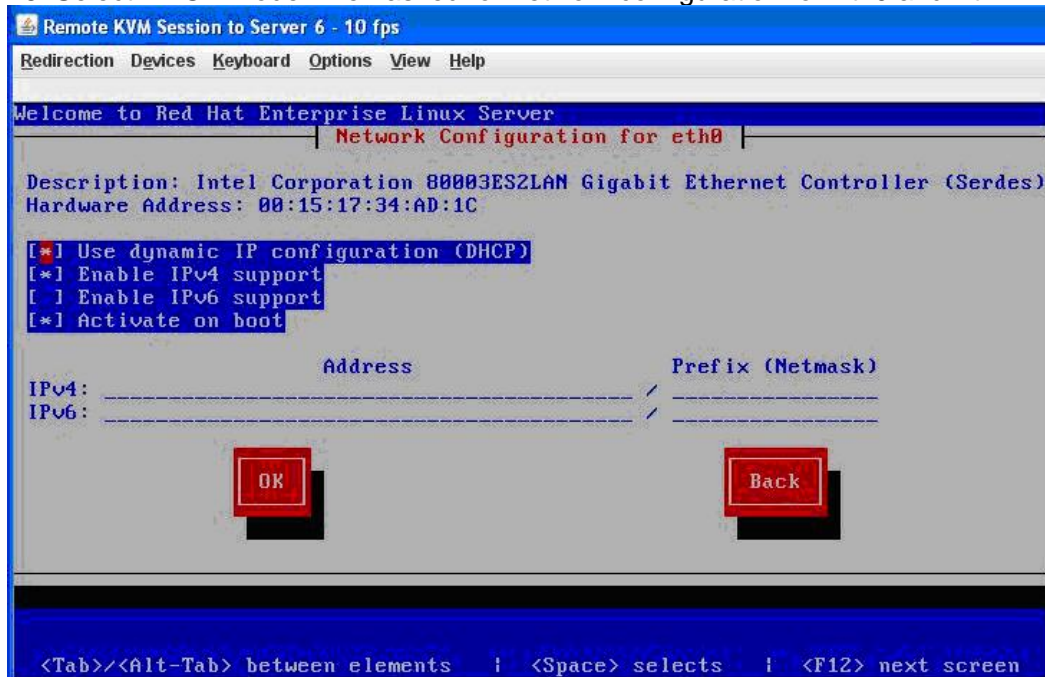 Remote KVM Session to Server 6 - 10 fps
Redirection Devices Keyboard Options View Help
Welcome to Red Hat Enterprise Linux Server
Network Configuration for eth0
Description: Intel Corporation 80003ES2LAN Gigabit Ethernet Controller (Serdes)
Hardware Address: 00:15:17:34:AD:1C
[*] Use dynamic IP configuration (DHCP)
[*] Enable IPv4 support
[ ] Enable IPv6 support
[*] Activate on boot
Address Prefix (Netmask)
IPv4: /
IPv6: /
OK Back
<Tab>/<Alt-Tab> between elements | <Space> selects | <F12> next screen